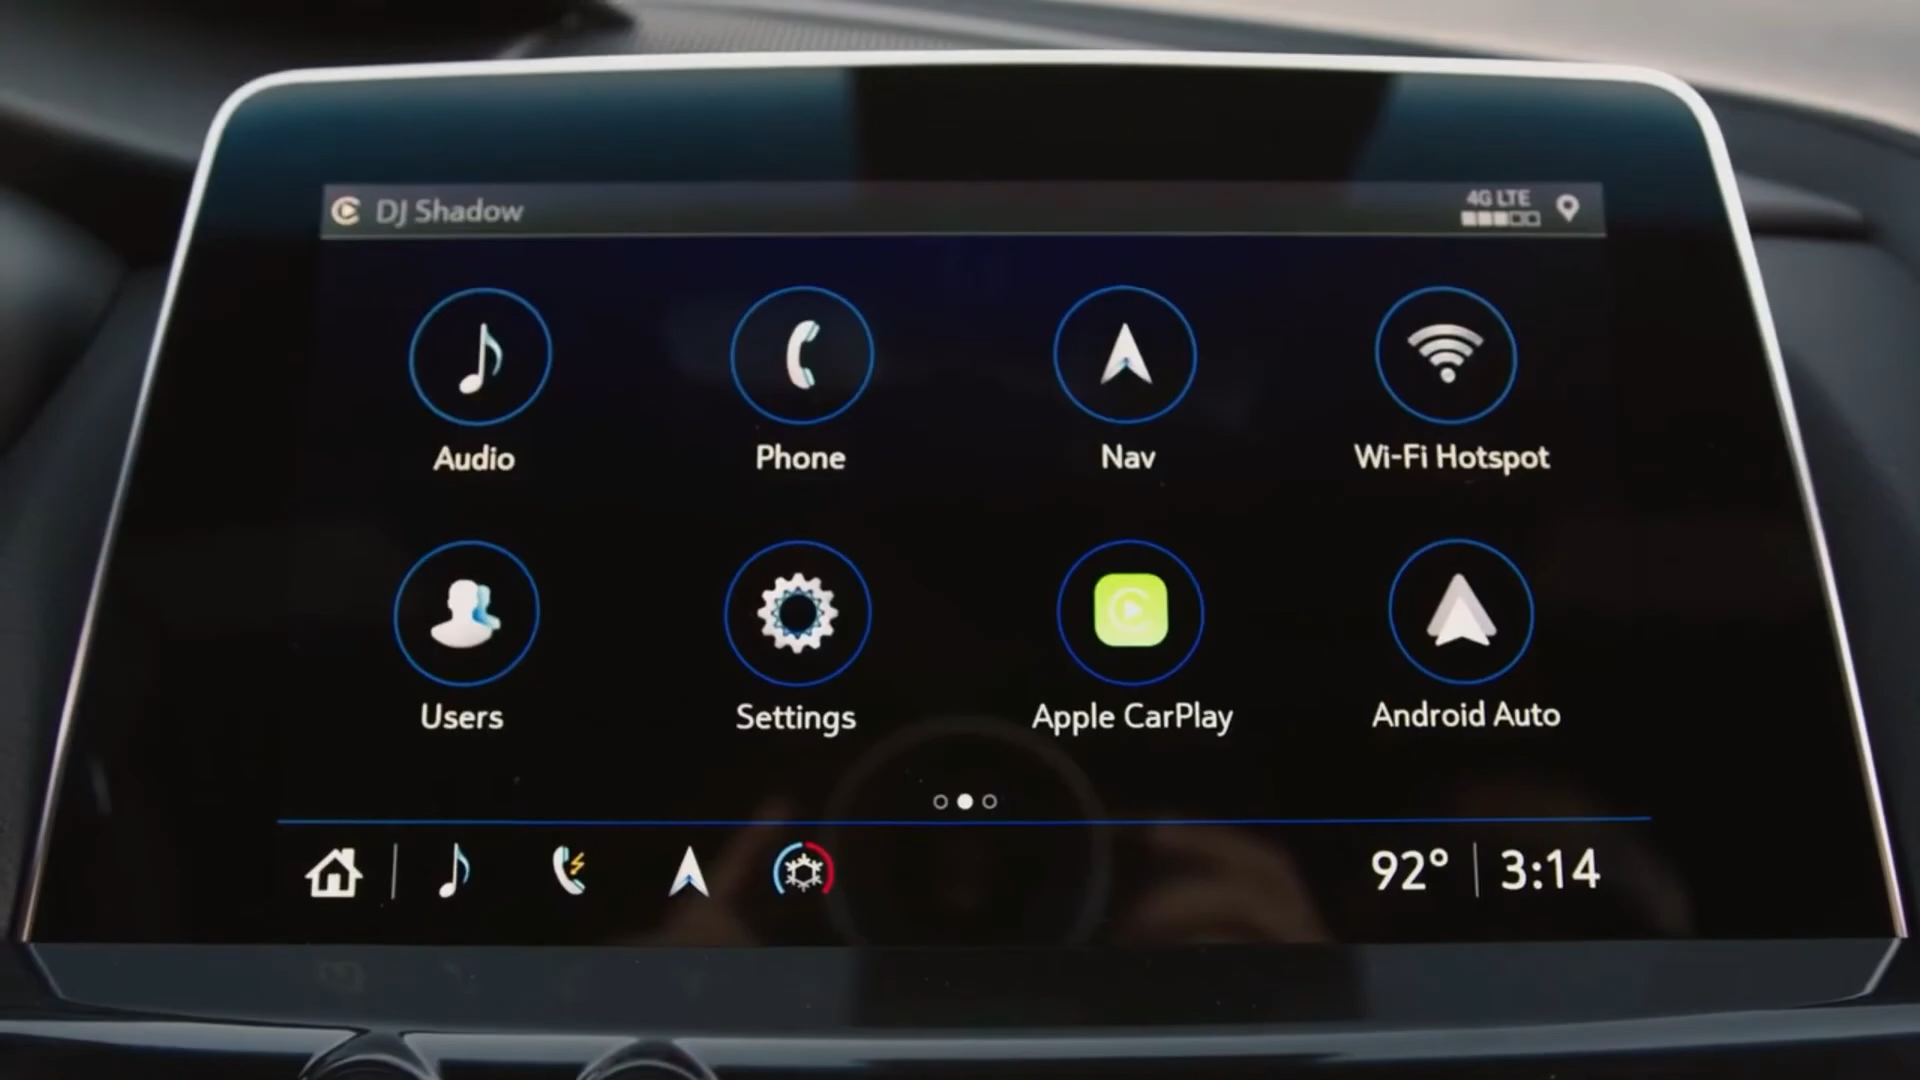 DJ Shadow
4G LTE
Audio
Phone
Nav
Wi-Fi Hotspot
Users
Settings
Apple CarPlay
Android Auto
92° 3:14